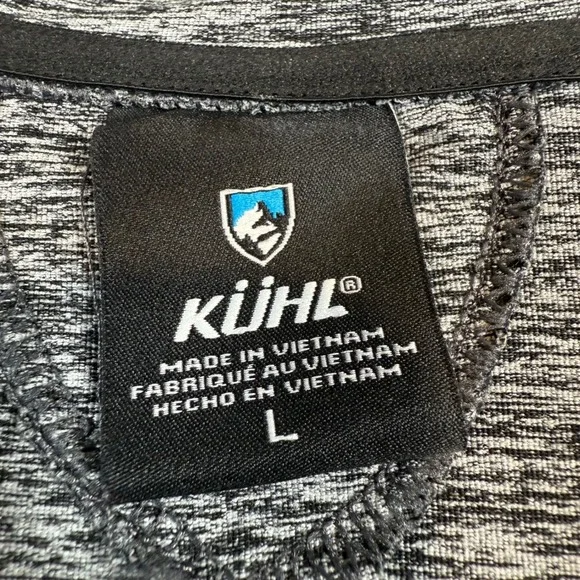 KÜHL®
MADE IN VIETNAM
FABRIQUÉ AU VIETNAM
HECHO EN VIETNAM
L